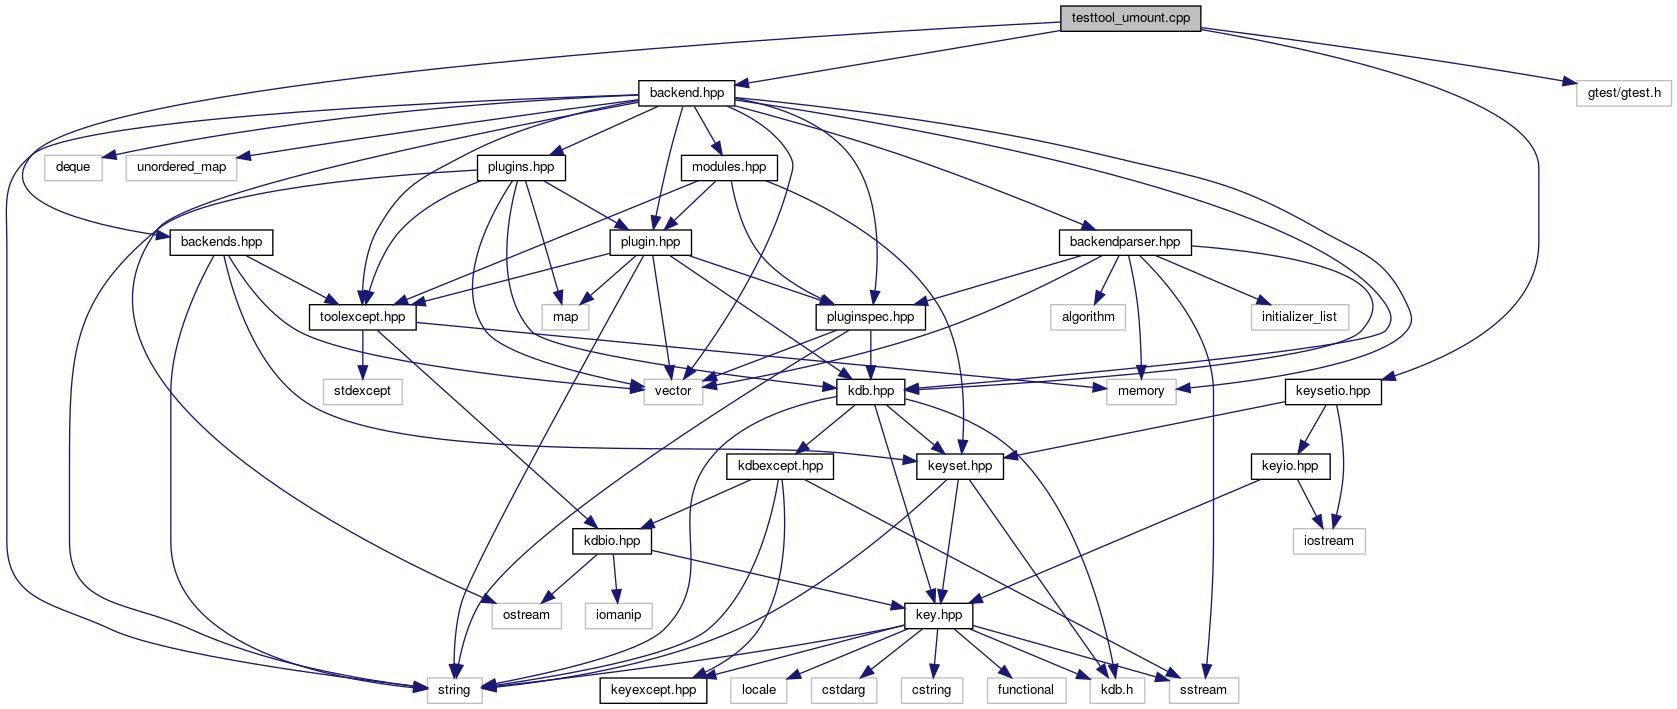 testtool_umount.cpp
backend.hpp
gtest/gtest.h
deque
unordered_map
plugins.hpp
modules.hpp
backends.hpp
plugin.hpp
backendparser.hpp
toolexcept.hpp
map
pluginspec.hpp
algorithm
initializer_list
stdexcept
vector
kdb.hpp
memory
keysetio.hpp
kdbexcept.hpp
keyset.hpp
keyio.hpp
kdbio.hpp
iostream
ostream
iomanip
key.hpp
string
keyexcept.hpp
locale
cstdarg
cstring
functional
kdb.h
sstream